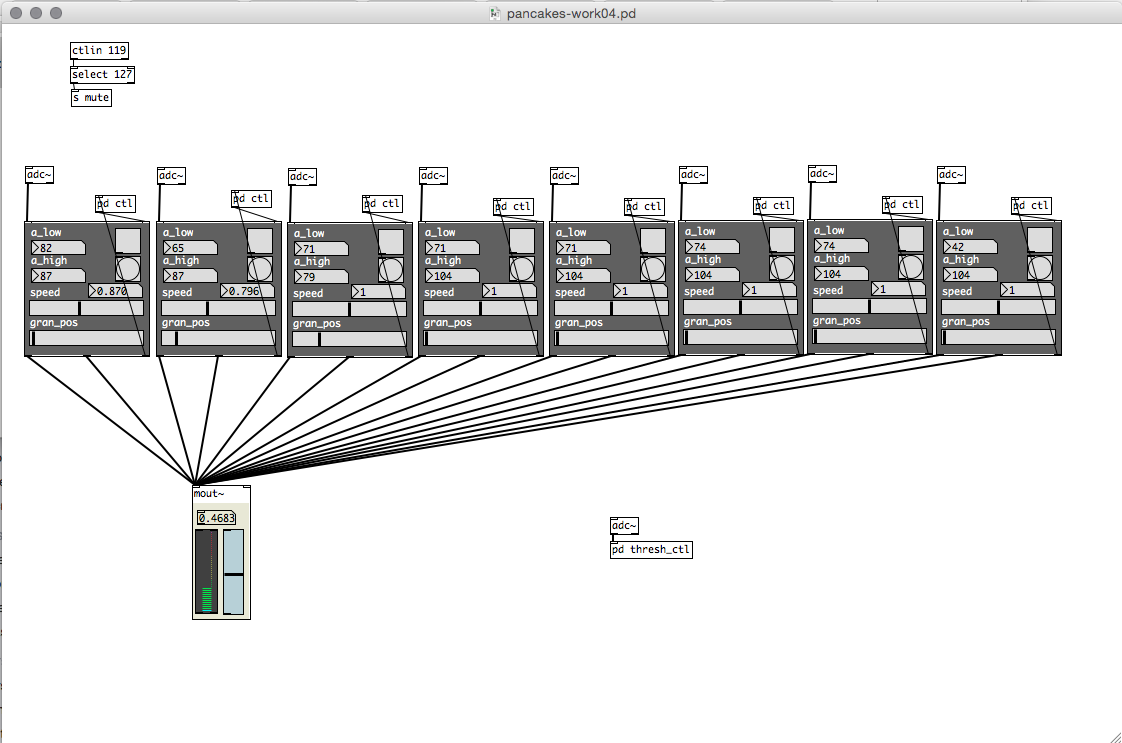 pancakes-work04.pd
ctlin 119
select 127
s mute
adc~
adc~
adc~
adc~
adc~
adc~
adc~
adc~
pd ctl
pd ctl
pd ctl
pd ctl
pd ctl
pd ctl
pd ctl
pd ctl
a_low
82
a_high
87
speed
0.870
gran_pos
a_low
65
a_high
87
speed
0.796
gran_pos
a_low
71
a_high
79
speed
1
gran_pos
a_low
71
a_high
104
speed
1
gran_pos
a_low
71
a_high
104
speed
1
gran_pos
a_low
74
a_high
104
speed
1
gran_pos
a_low
74
a_high
104
speed
1
gran_pos
a_low
42
a_high
104
speed
1
gran_pos
mout~
0.4683
adc~
pd thresh_ctl